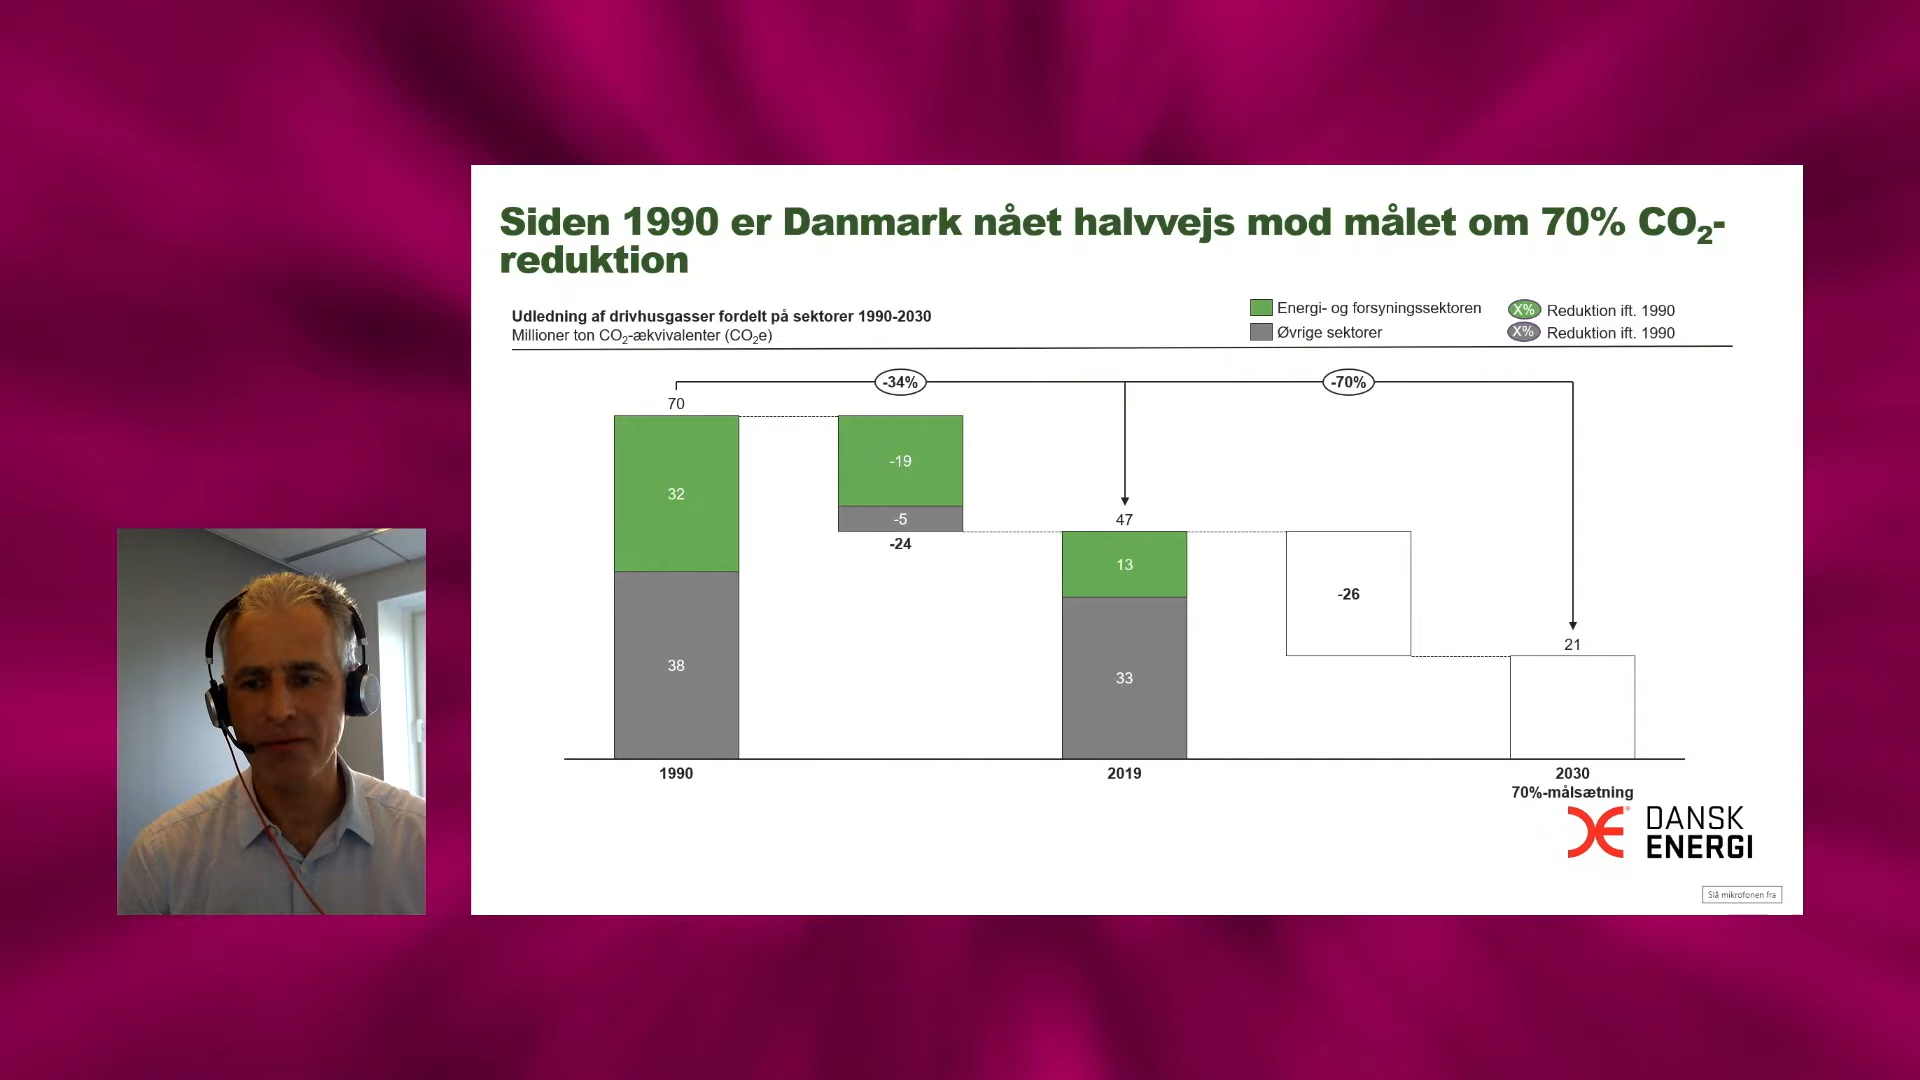 Siden 1990 er Danmark nået halvvejs mod målet om 70% CO₂-
reduktion
Udledning af drivhusgasser fordelt på sektorer 1990-2030
Millioner ton CO₂-ækvivalenter (CO₂e)
Energi- og forsyningssektoren
X% Reduktion ift. 1990
Øvrige sektorer
X% Reduktion ift. 1990
-34%
-70%
70
32
38
-19
-5
-24
47
13
33
-26
21
1990
2019
2030
70%-målsætning
DANSK
ENERGI
Slå mikrofonen fra